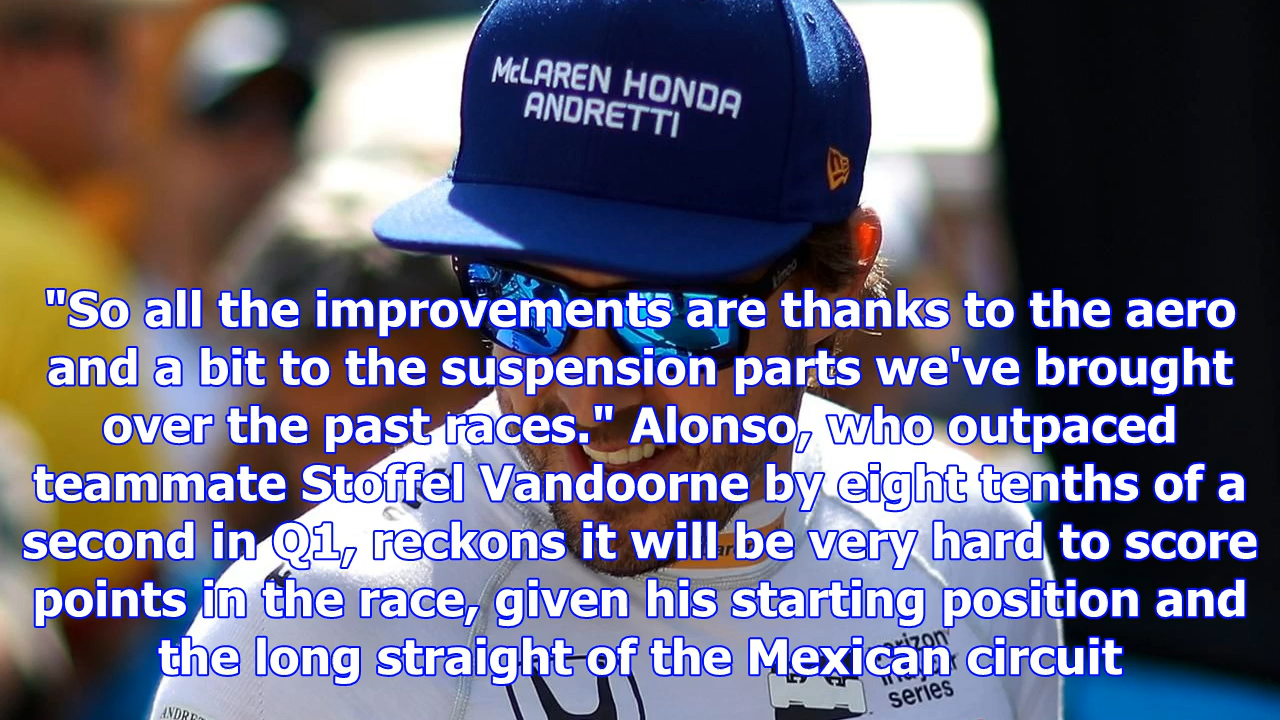 McLAREN HONDA
ANDRETTI
"So all the improvements are thanks to the aero
and a bit to the suspension parts we've brought
over the past races." Alonso, who outpaced
teammate Stoffel Vandoorne by eight tenths of a
second in Q1, reckons it will be very hard to score
points in the race, given his starting position and
the long straight of the Mexican circuit
series